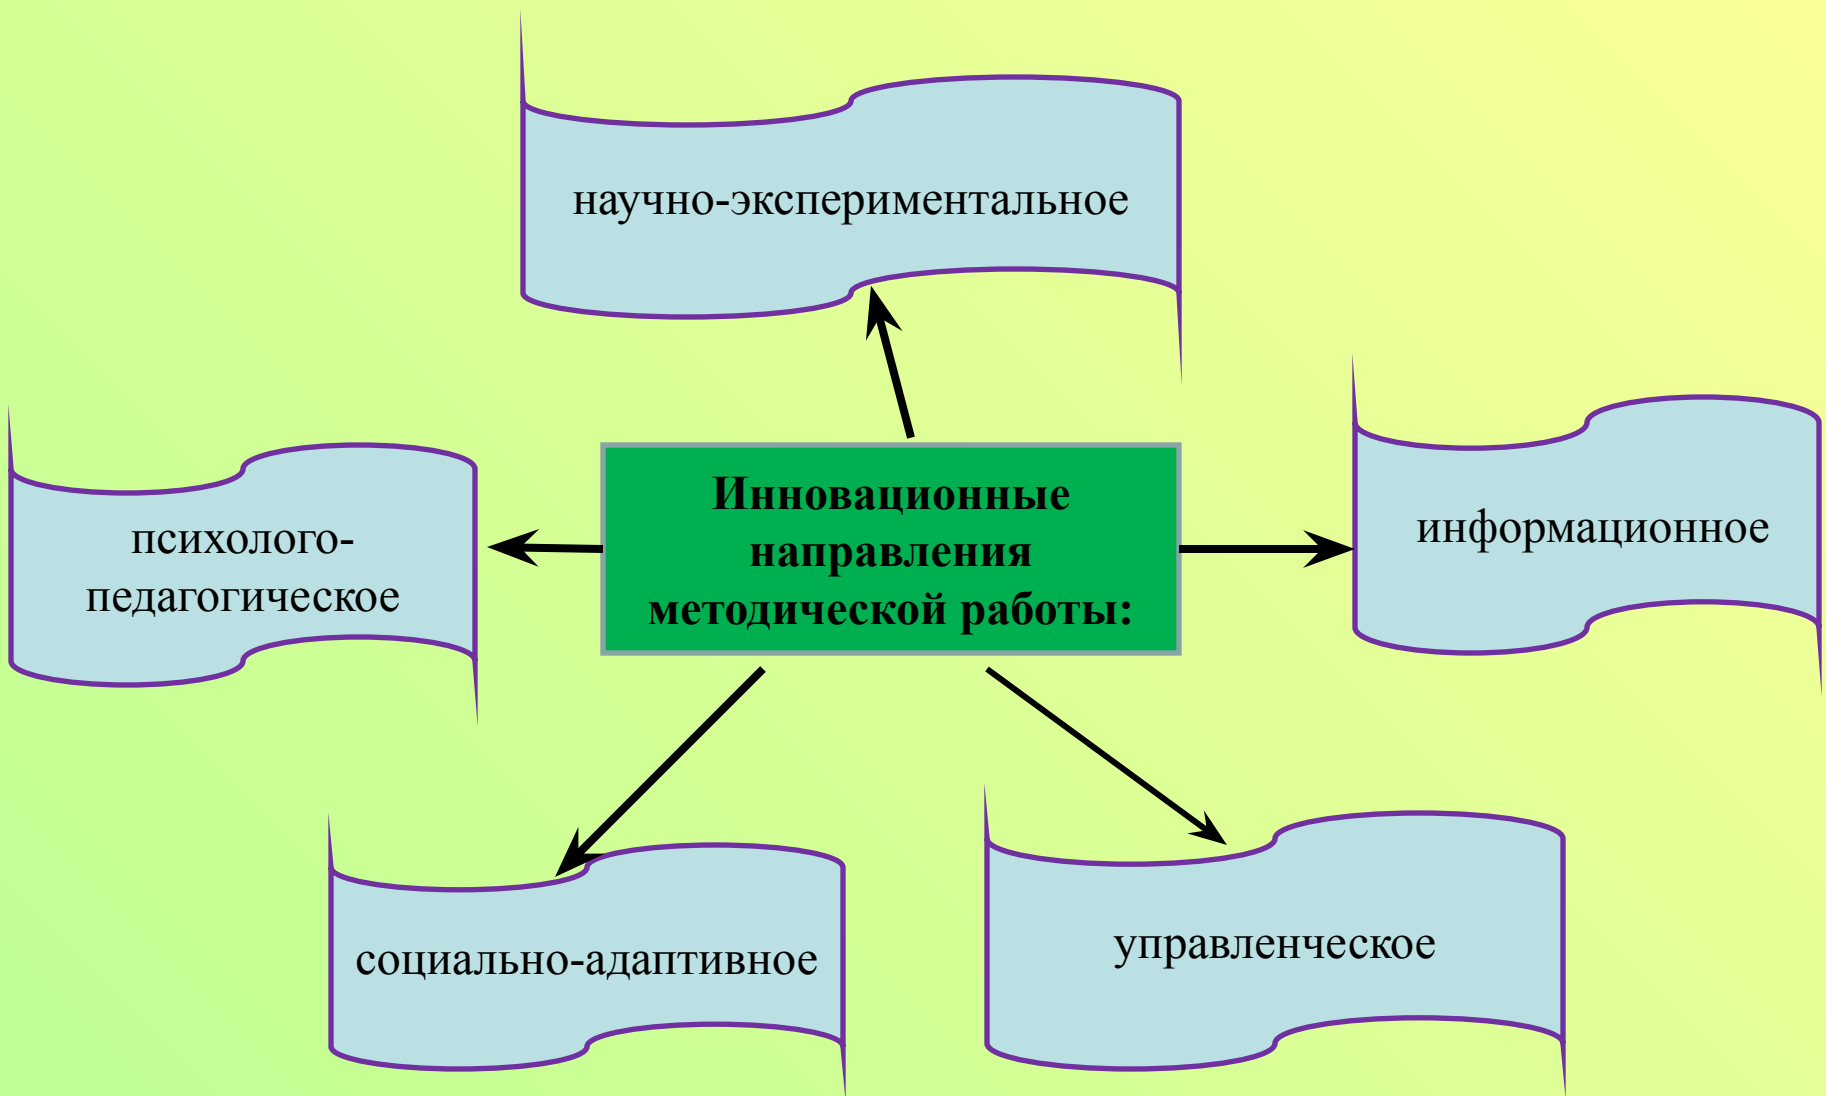 научно-экспериментальное
Инновационные
направления
методической работы:
психолого-
педагогическое
информационное
социально-адаптивное
управленческое